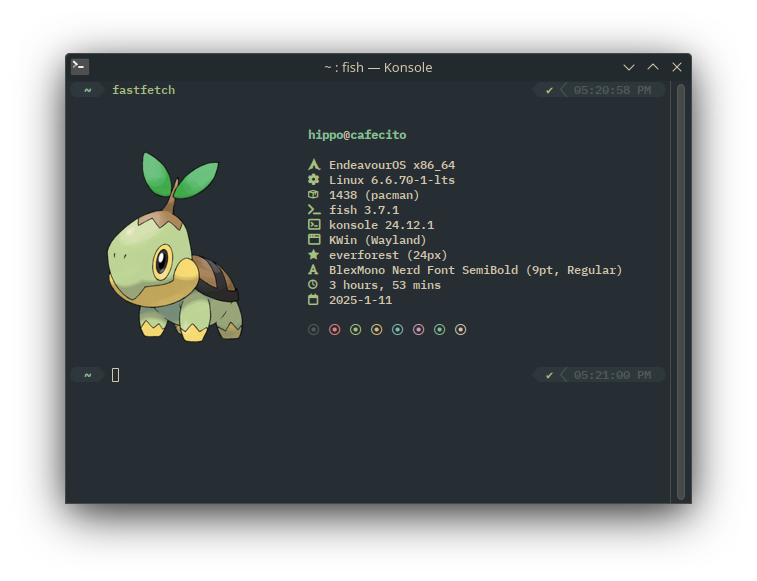 ~ : fish — Konsole
~ fastfetch ✔ 05:20:58 PM
hippo@cafecito
EndeavourOS x86_64
Linux 6.6.70-1-lts
1438 (pacman)
fish 3.7.1
konsole 24.12.1
KWin (Wayland)
everforest (24px)
BlexMono Nerd Font SemiBold (9pt, Regular)
3 hours, 53 mins
2025-1-11
~ ✔ 05:21:00 PM